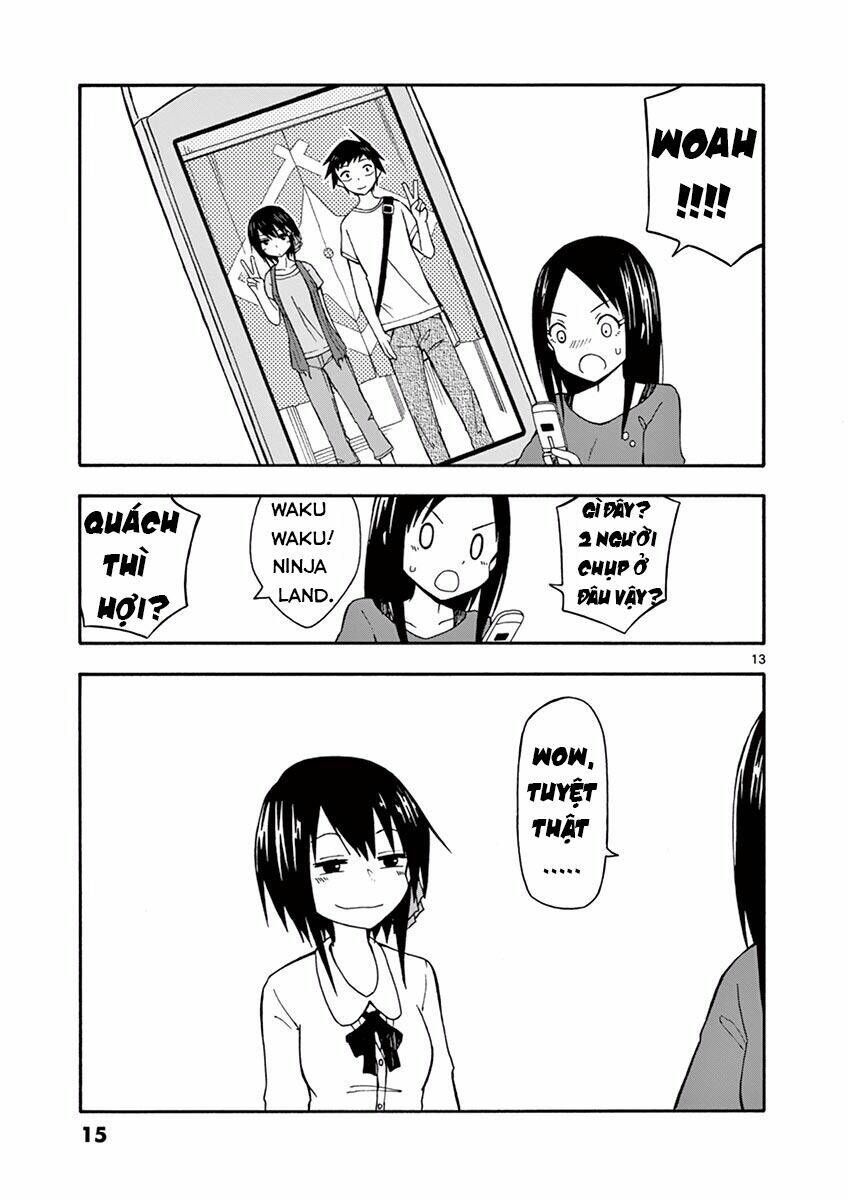 WOAH
!!!!
GÌ ĐÂY?
2 NGƯỜI
CHỤP Ở
ĐÂU VẬY?
WAKU
WAKU!
NINJA
LAND.
QUÁCH
THÌ
HỢI?
13
WOW,
TUYỆT
THẬT
.....
15